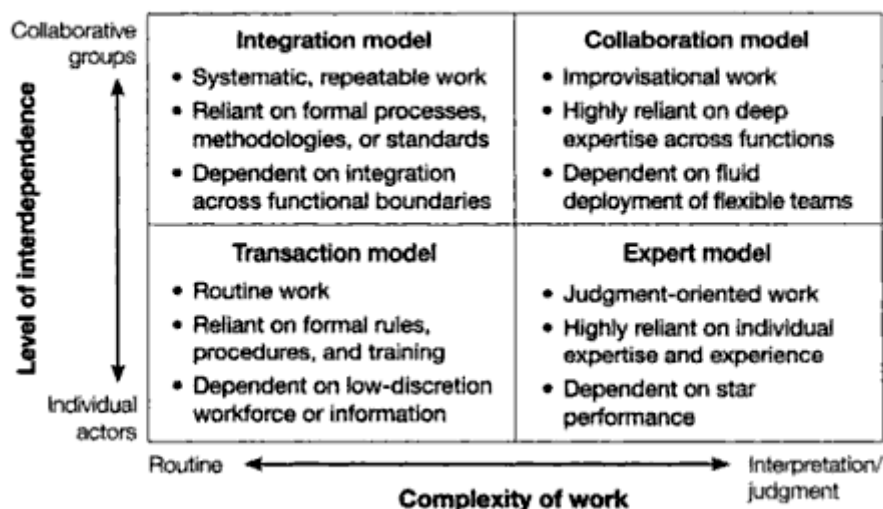 Collaborative
groups
Level of interdependence
Individual
actors
Integration model
• Systematic, repeatable work
• Reliant on formal processes,
methodologies, or standards
• Dependent on integration
across functional boundaries
Collaboration model
• Improvisational work
• Highly reliant on deep
expertise across functions
• Dependent on fluid
deployment of flexible teams
Transaction model
• Routine work
• Reliant on formal rules,
procedures, and training
• Dependent on low-discretion
workforce or information
Expert model
• Judgment-oriented work
• Highly reliant on individual
expertise and experience
• Dependent on star
performance
Routine
Interpretation/
judgment
Complexity of work